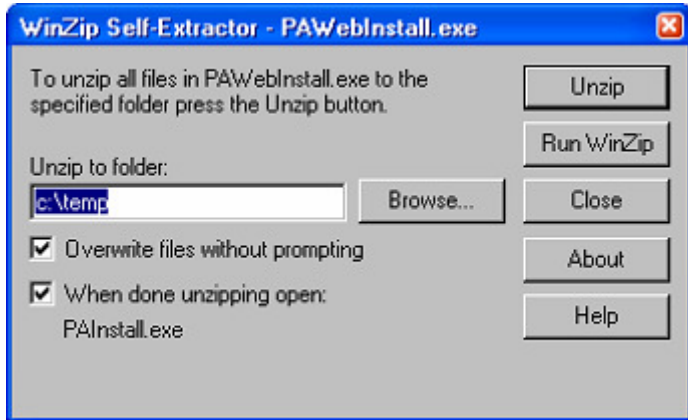 WinZip Self-Extractor - PAWebInstall.exe
To unzip all files in PAWebInstall.exe to the
specified folder press the Unzip button.
Unzip
Run WinZip
Unzip to folder:
c:\temp
Browse...
Close
Overwrite files without prompting
About
When done unzipping open:
PAInstall.exe
Help